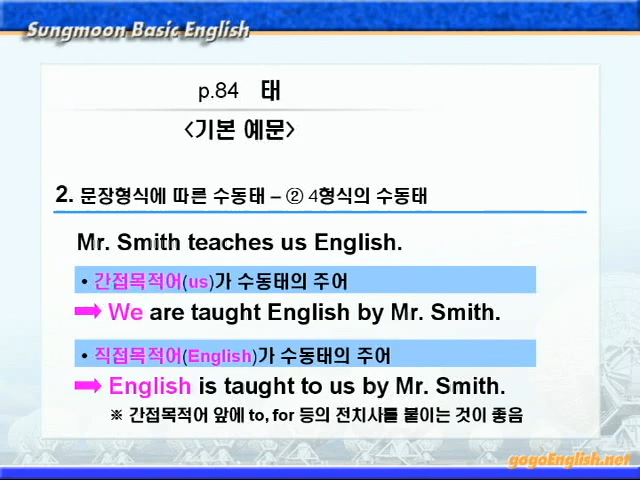 Sungmoon Basic English
p.84 태
<기본 예문>
2. 문장형식에 따른 수동태 – ② 4형식의 수동태
Mr. Smith teaches us English.
• 간접목적어(us)가 수동태의 주어
➡ We are taught English by Mr. Smith.
• 직접목적어(English)가 수동태의 주어
➡ English is taught to us by Mr. Smith.
※ 간접목적어 앞에 to, for 등의 전치사를 붙이는 것이 좋음
gogoEnglish.net